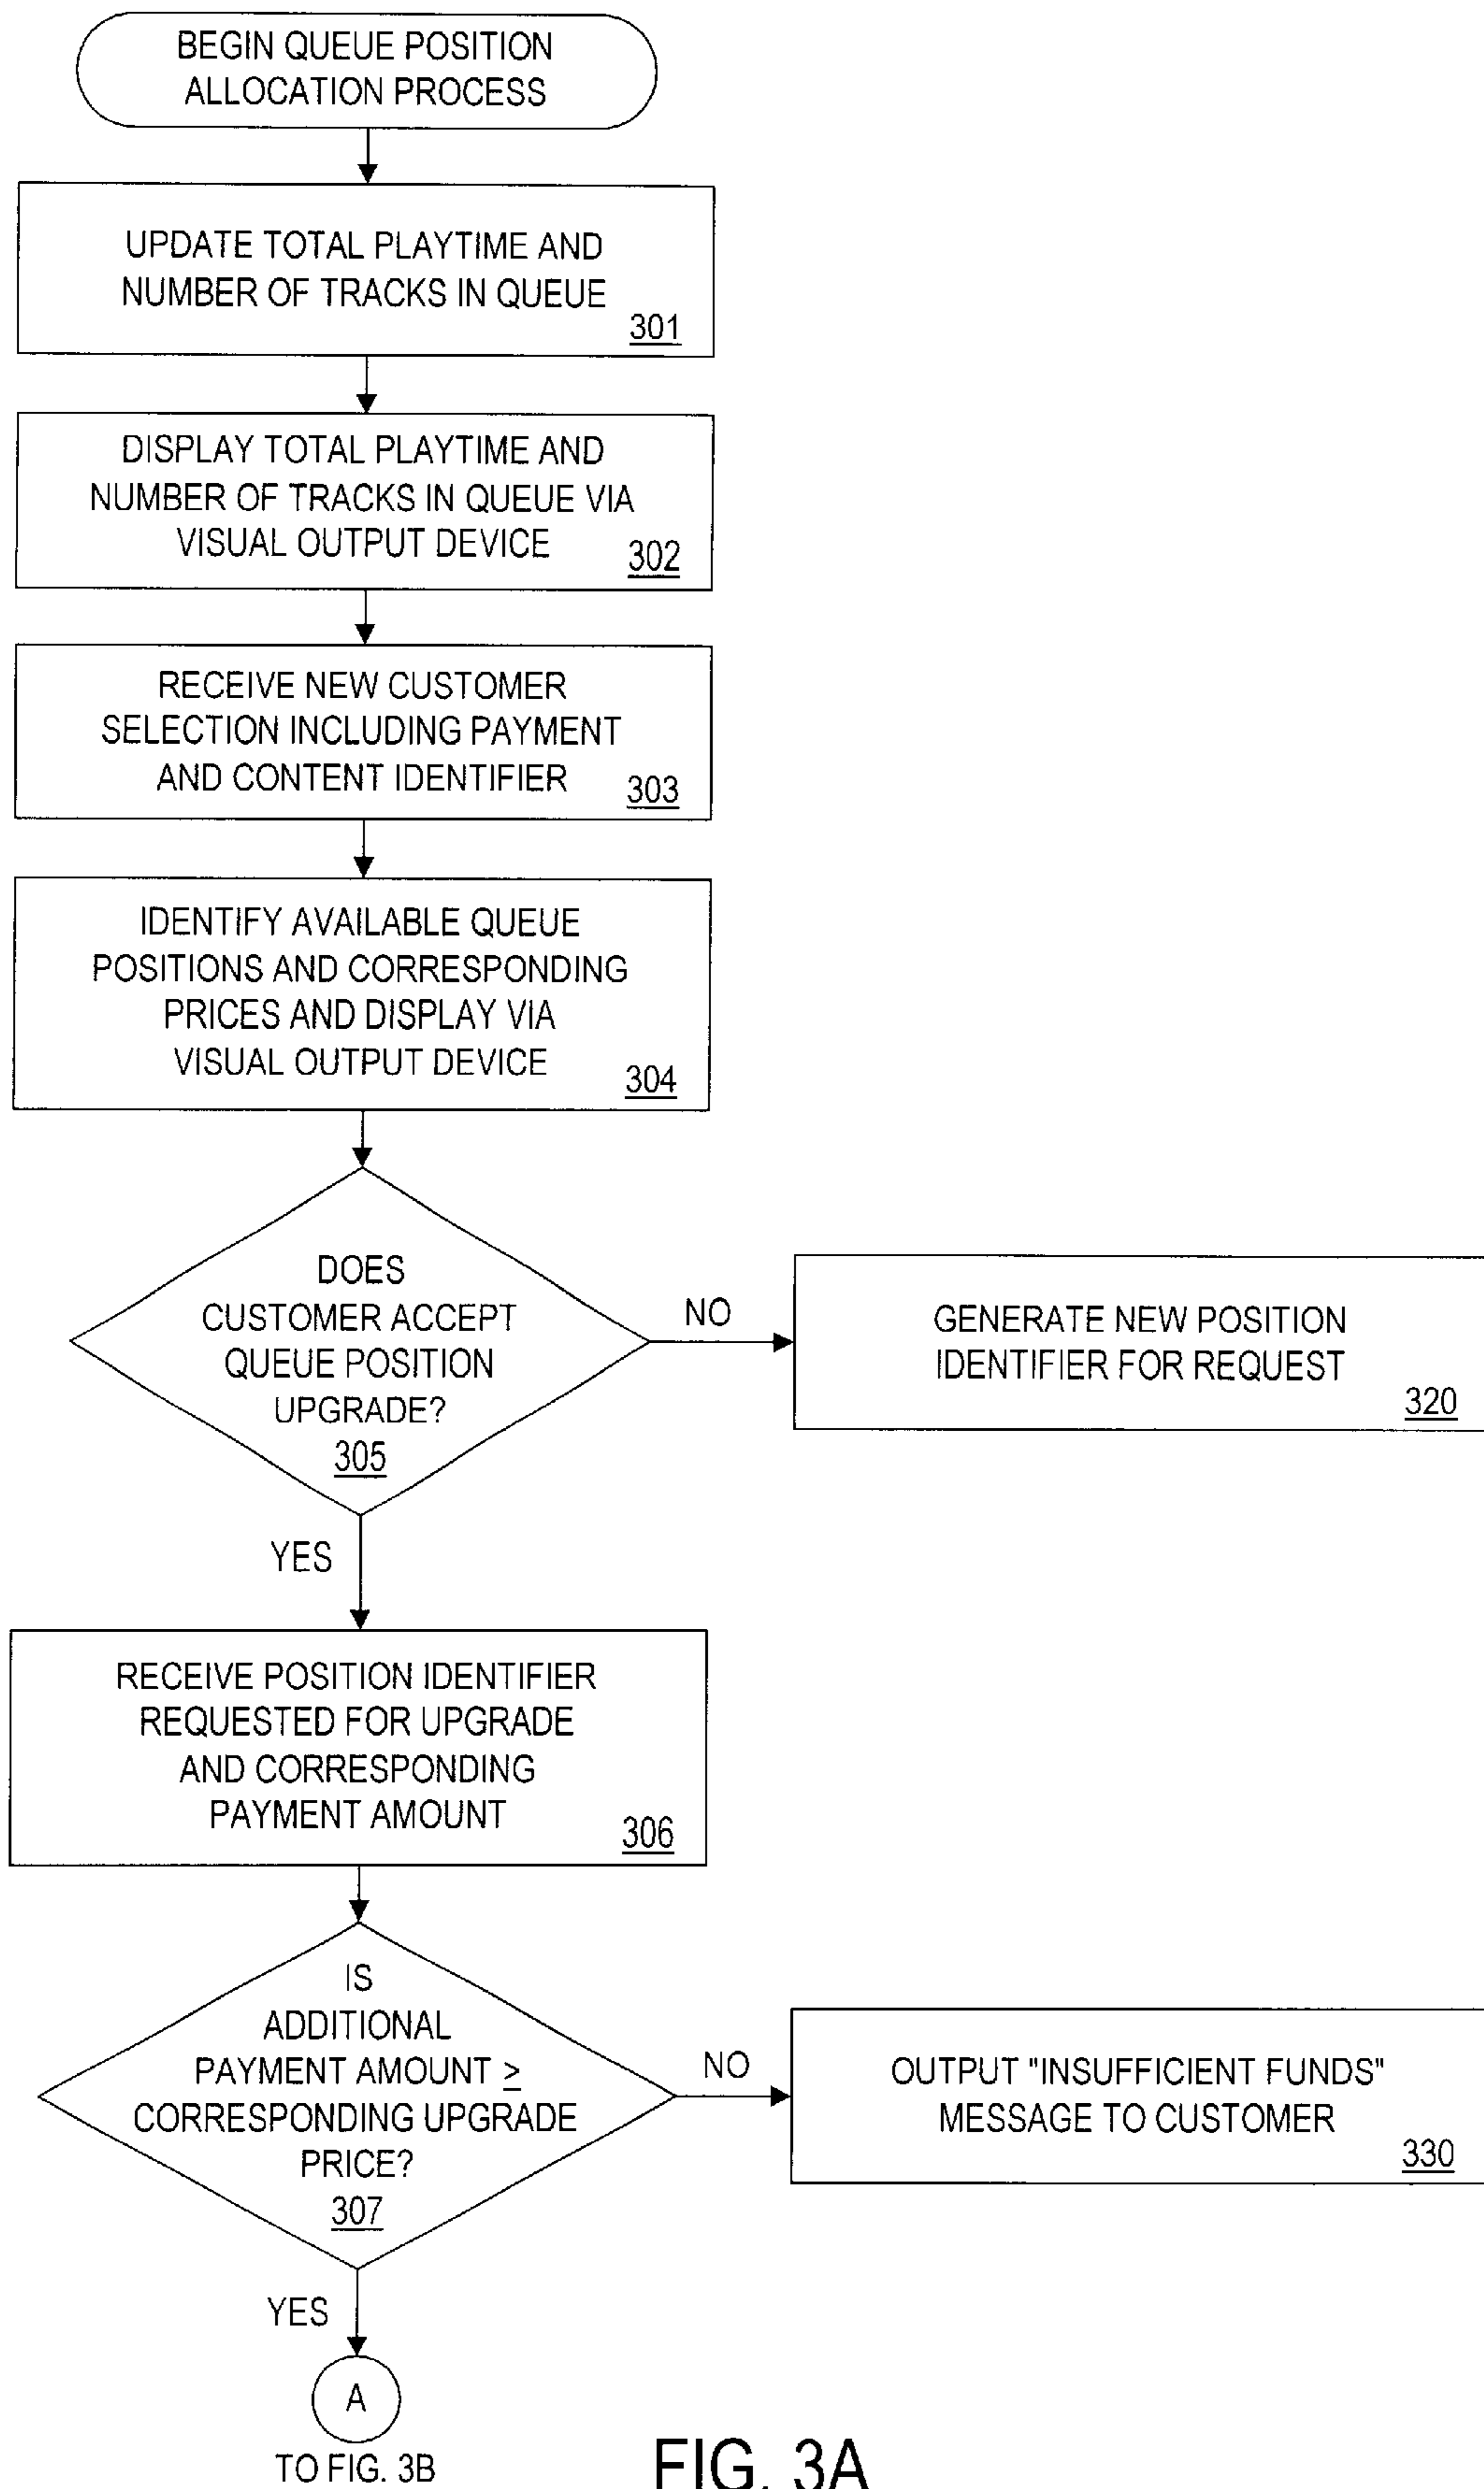 BEGIN QUEUE POSITION
ALLOCATION PROCESS
UPDATE TOTAL PLAYTIME AND
NUMBER OF TRACKS IN QUEUE
301
DISPLAY TOTAL PLAYTIME AND
NUMBER OF TRACKS IN QUEUE VIA
VISUAL OUTPUT DEVICE
302
RECEIVE NEW CUSTOMER
SELECTION INCLUDING PAYMENT
AND CONTENT IDENTIFIER
303
IDENTIFY AVAILABLE QUEUE
POSITIONS AND CORRESPONDING
PRICES AND DISPLAY VIA
VISUAL OUTPUT DEVICE
304
DOES
CUSTOMER ACCEPT
QUEUE POSITION
UPGRADE?
305
NO
GENERATE NEW POSITION
IDENTIFIER FOR REQUEST
320
YES
RECEIVE POSITION IDENTIFIER
REQUESTED FOR UPGRADE
AND CORRESPONDING
PAYMENT AMOUNT
306
IS
ADDITIONAL
PAYMENT AMOUNT ≥
CORRESPONDING UPGRADE
PRICE?
307
NO
OUTPUT "INSUFFICIENT FUNDS"
MESSAGE TO CUSTOMER
330
YES
A
TO FIG. 3B
FIG. 3A